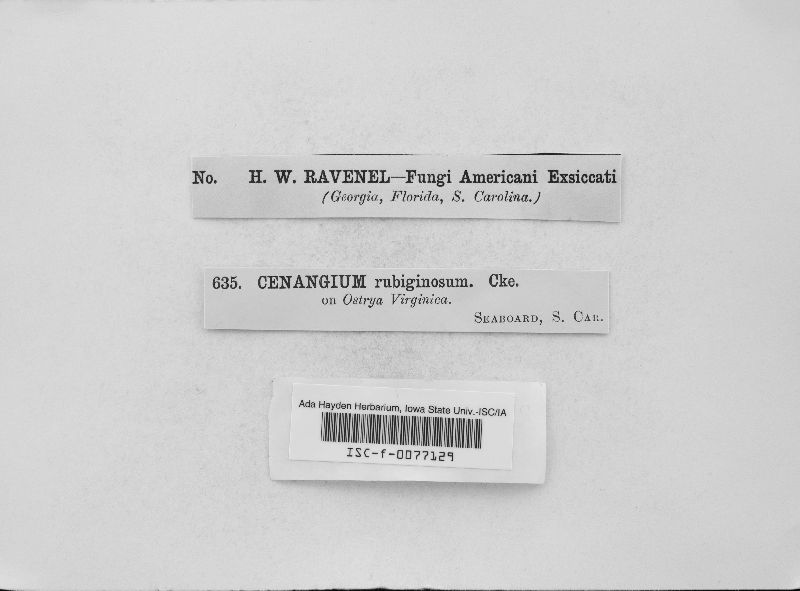 No. H. W. RAVENEL—Fungi Americani Exsiccati
(Georgia, Florida, S. Carolina.)
635. CENANGIUM rubiginosum. Cke.
on Ostrya Virginica.
SEABOARD, S. CAR.
Ada Hayden Herbarium, Iowa State Univ.-ISC/IA
ISC-f-0077129